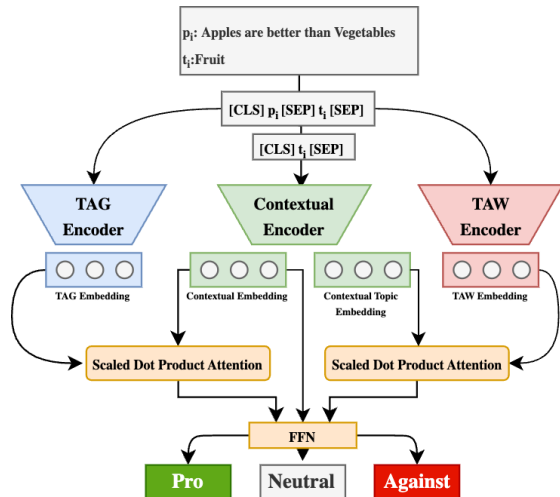 pi: Apples are better than Vegetables
ti:Fruit
[CLS] pi [SEP] ti [SEP]
[CLS] ti [SEP]
TAG
Encoder
Contextual
Encoder
TAW
Encoder
TAG Embedding
Contextual Embedding
Contextual Topic
Embedding
TAW Embedding
Scaled Dot Product Attention
Scaled Dot Product Attention
FFN
Pro
Neutral
Against